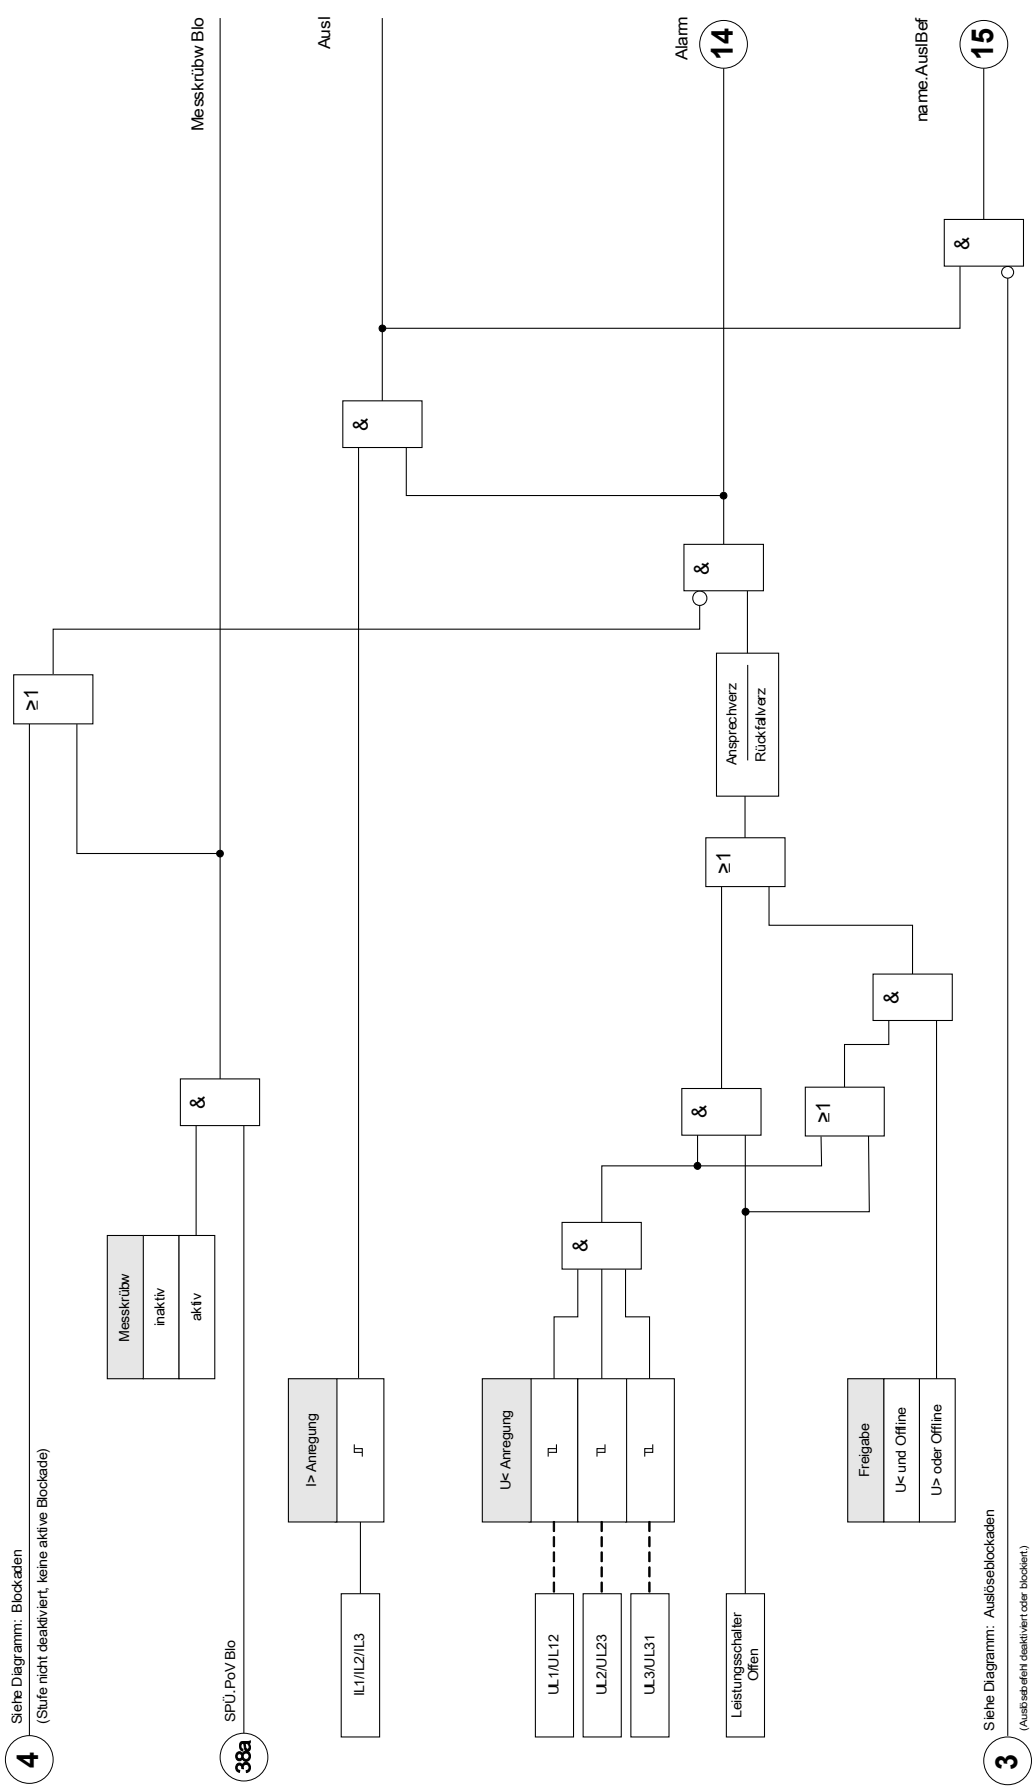 4
Siehe Diagramm: Blockaden
(Stufe nicht deaktiviert, keine aktive Blockade)
≥1
Messkrübw
inaktiv
aktiv
&
Messkrübw Blo
38a
SPÜ.PoV Blo
IL1/IL2/IL3
I> Anregung
&
Ausl
UL1/UL12
UL2/UL23
UL3/UL31
U< Anregung
&
Leistungsschalter
Offen
&
≥1
Ansprechverz
Rückfallverz
&
Alarm
14
Freigabe
U< und Offline
U> oder Offline
≥1
&
3
Siehe Diagramm: Auslöseblockaden
(Auslösebefehl deaktiviert oder blockiert.)
&
name.AuslBef
15